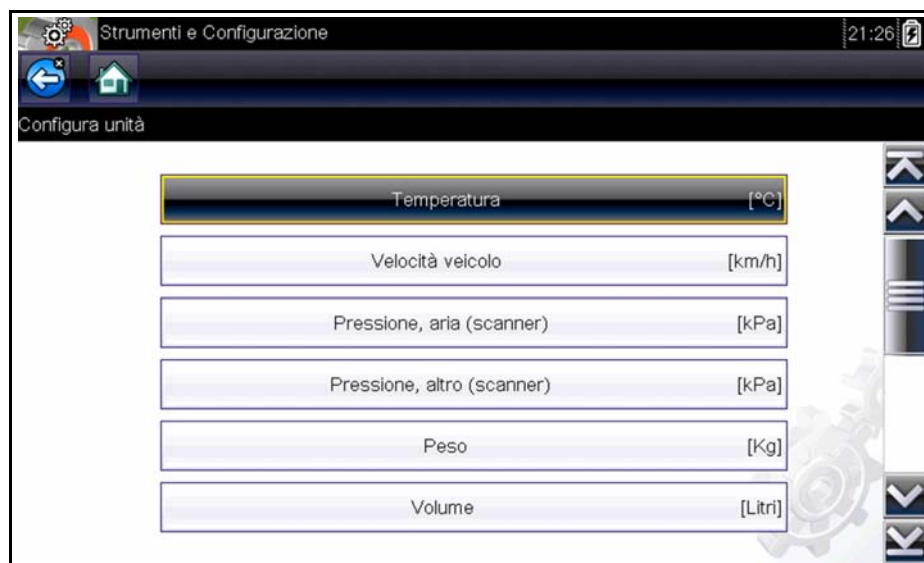 Strumenti e Configurazione 21:26
Configura unità
Temperatura [°C]
Velocità veicolo [km/h]
Pressione, aria (scanner) [kPa]
Pressione, altro (scanner) [kPa]
Peso [Kg]
Volume [Litri]